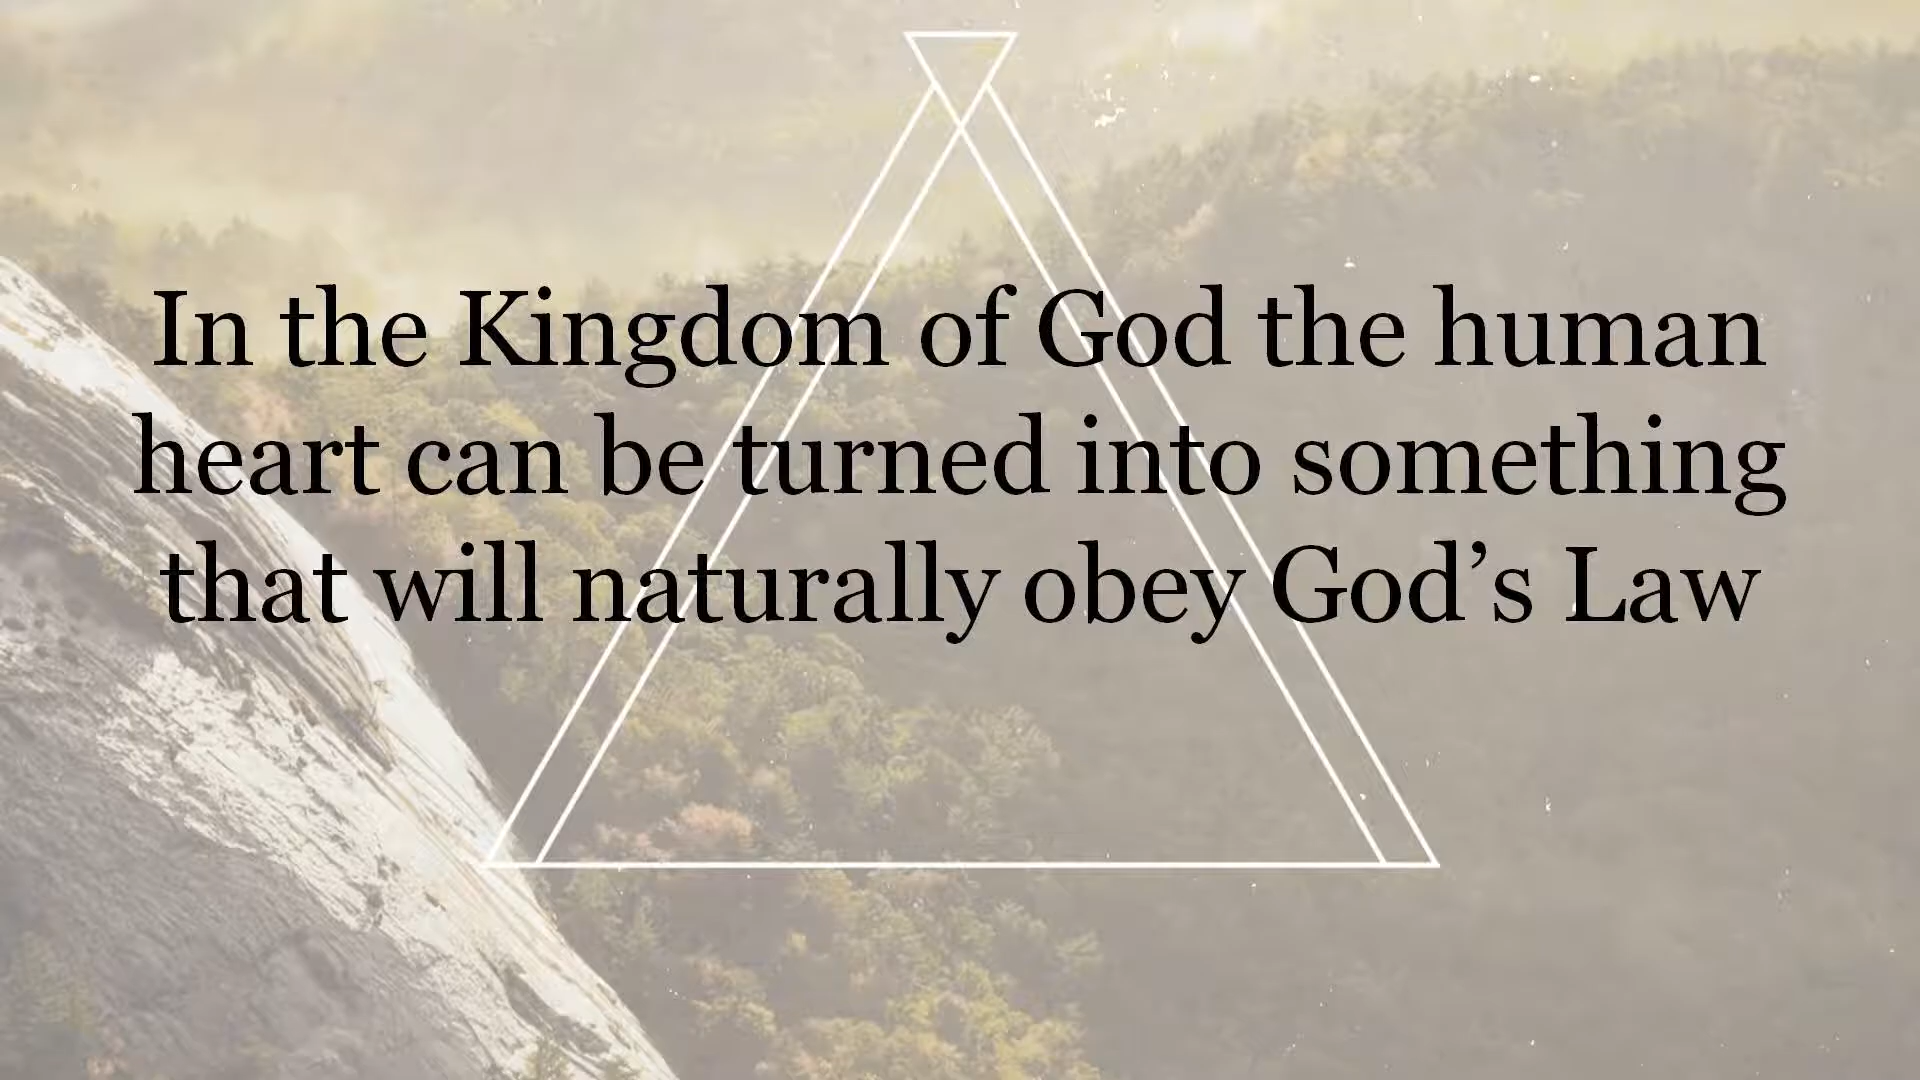 In the Kingdom of God the human
heart can be turned into something
that will naturally obey God’s Law